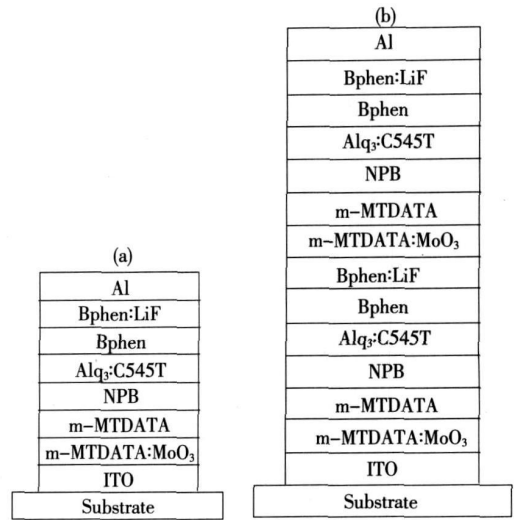 (a)
Al
Bphen:LiF
Bphen
Alq₃:C545T
NPB
m-MTDATA
m-MTDATA:MoO₃
ITO
Substrate
(b)
Al
Bphen:LiF
Bphen
Alq₃:C545T
NPB
m-MTDATA
m-MTDATA:MoO₃
Bphen:LiF
Bphen
Alq₃:C545T
NPB
m-MTDATA
m-MTDATA:MoO₃
ITO
Substrate